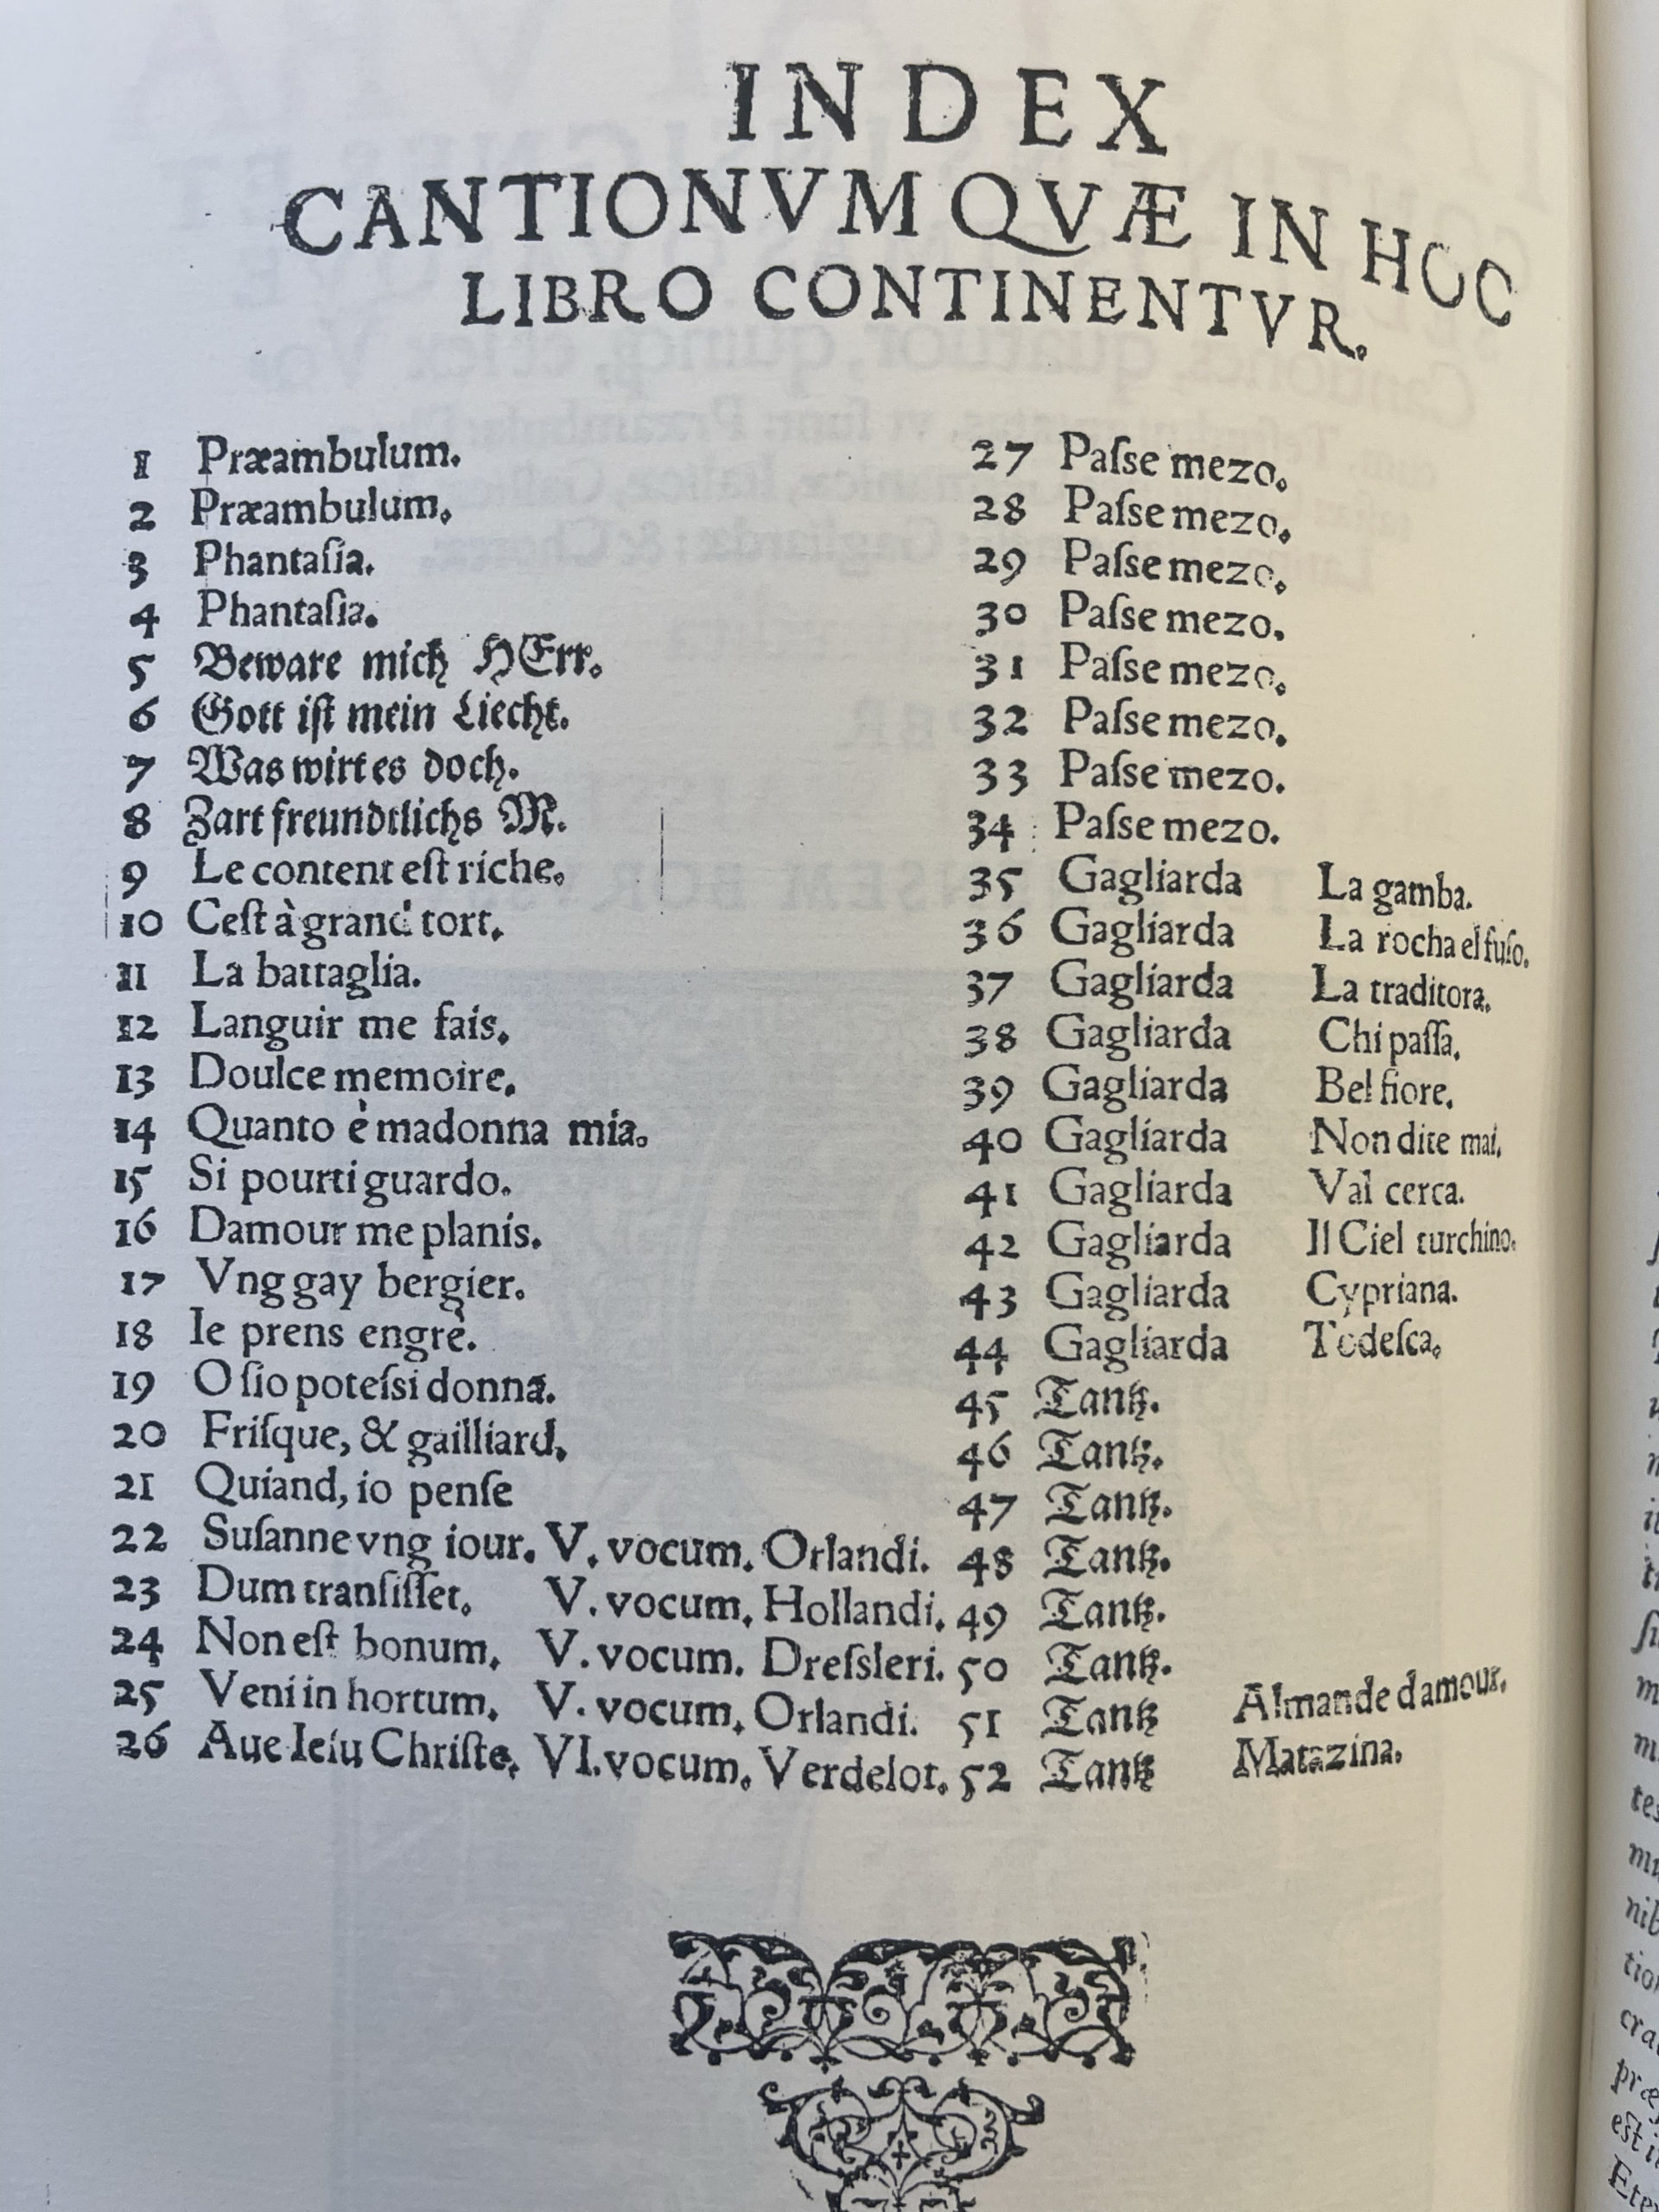 INDEX
CANTIONVM QVÆ IN HOC
LIBRO CONTINENTVR.
1 Præambulum.
2 Præambulum.
3 Phantaſia.
4 Phantaſia.
5 Beware mich HErr.
6 Gott iſt mein Liecht.
7 Was wirt es doch.
8 Zart freundtlichs M.
9 Le content eſt riche.
10 Ceſt à grand tort.
11 La battaglia.
12 Languir me fais.
13 Doulce memoire.
14 Quanto è madonna mia.
15 Si pourti guardo.
16 Damour me planis.
17 Vng gay bergier.
18 Ie prens engrè.
19 O ſio poteſsi donna.
20 Friſque, & gailliard.
21 Quiand, io penſe
22 Suſanne vng iour. V. vocum. Orlandi.
23 Dum tranſiſſet. V. vocum. Hollandi.
24 Non eſt bonum. V. vocum. Dreſsleri.
25 Veni in hortum. V. vocum. Orlandi.
26 Aue Ieſu Chriſte. VI. vocum. Verdelot.
27 Paſse mezo.
28 Paſse mezo.
29 Paſse mezo.
30 Paſse mezo.
31 Paſse mezo.
32 Paſse mezo.
33 Paſse mezo.
34 Paſse mezo.
35 Gagliarda La gamba.
36 Gagliarda La rocha el fuſo.
37 Gagliarda La traditora.
38 Gagliarda Chi paſſa.
39 Gagliarda Bel fiore.
40 Gagliarda Non dite mai.
41 Gagliarda Val cerca.
42 Gagliarda Il Ciel turchino.
43 Gagliarda Cypriana.
44 Gagliarda Todeſca.
45 Tantz.
46 Tantz.
47 Tantz.
48 Tantz.
49 Tantz.
50 Tantz.
51 Tantz Almande damour.
52 Tantz Matazina.